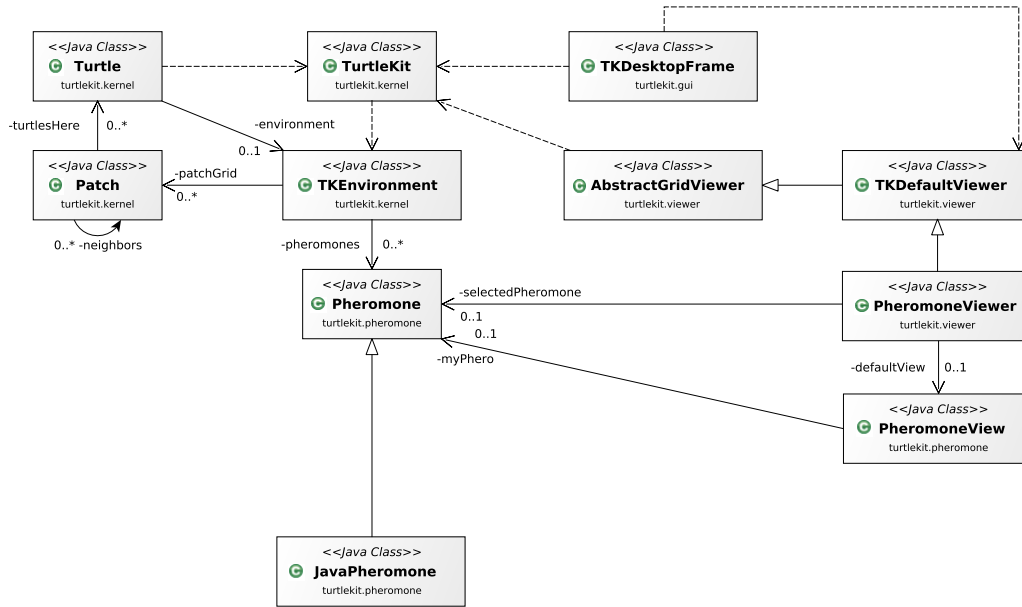 <<Java Class>>
Turtle
turtlekit.kernel
<<Java Class>>
TurtleKit
turtlekit.kernel
<<Java Class>>
TKDesktopFrame
turtlekit.gui
-turtlesHere
0..*
-environment
0..1
<<Java Class>>
Patch
turtlekit.kernel
-patchGrid
0..*
<<Java Class>>
TKEnvironment
turtlekit.kernel
<<Java Class>>
AbstractGridViewer
turtlekit.viewer
<<Java Class>>
TKDefaultViewer
turtlekit.viewer
0..* -neighbors
-pheromones
0..*
<<Java Class>>
Pheromone
turtlekit.pheromone
-selectedPheromone
0..1
<<Java Class>>
PheromoneViewer
turtlekit.viewer
0..1
-myPhero
-defaultView
0..1
<<Java Class>>
PheromoneView
turtlekit.pheromone
<<Java Class>>
JavaPheromone
turtlekit.pheromone